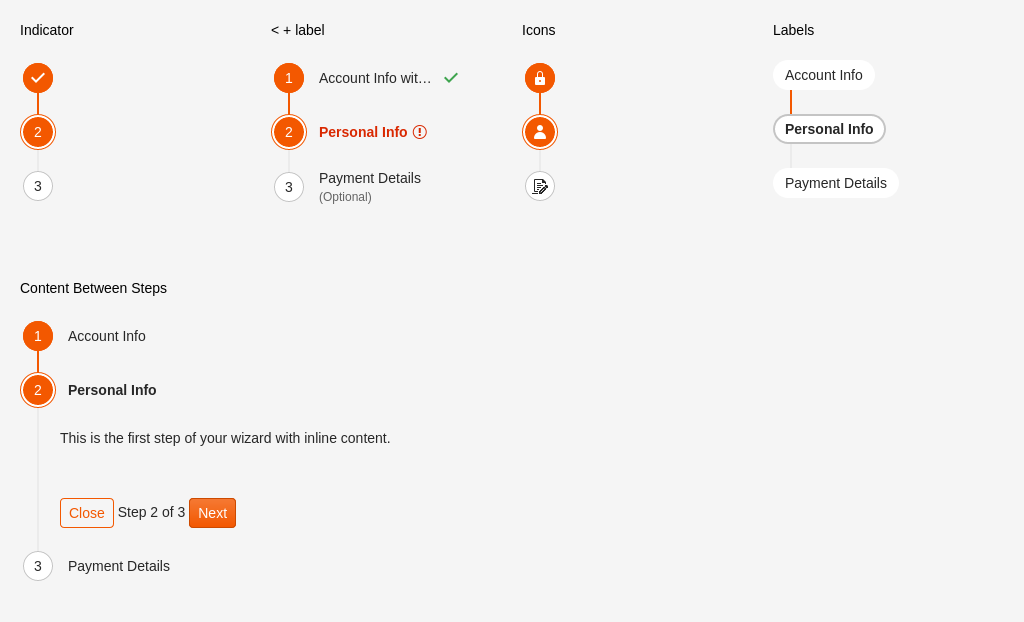 Indicator
2
3
< + label
1 Account Info wit...
2 Personal Info
3 Payment Details
(Optional)
Icons
Labels
Account Info
Personal Info
Payment Details
Content Between Steps
1 Account Info
2 Personal Info
This is the first step of your wizard with inline content.
Close Step 2 of 3 Next
3 Payment Details